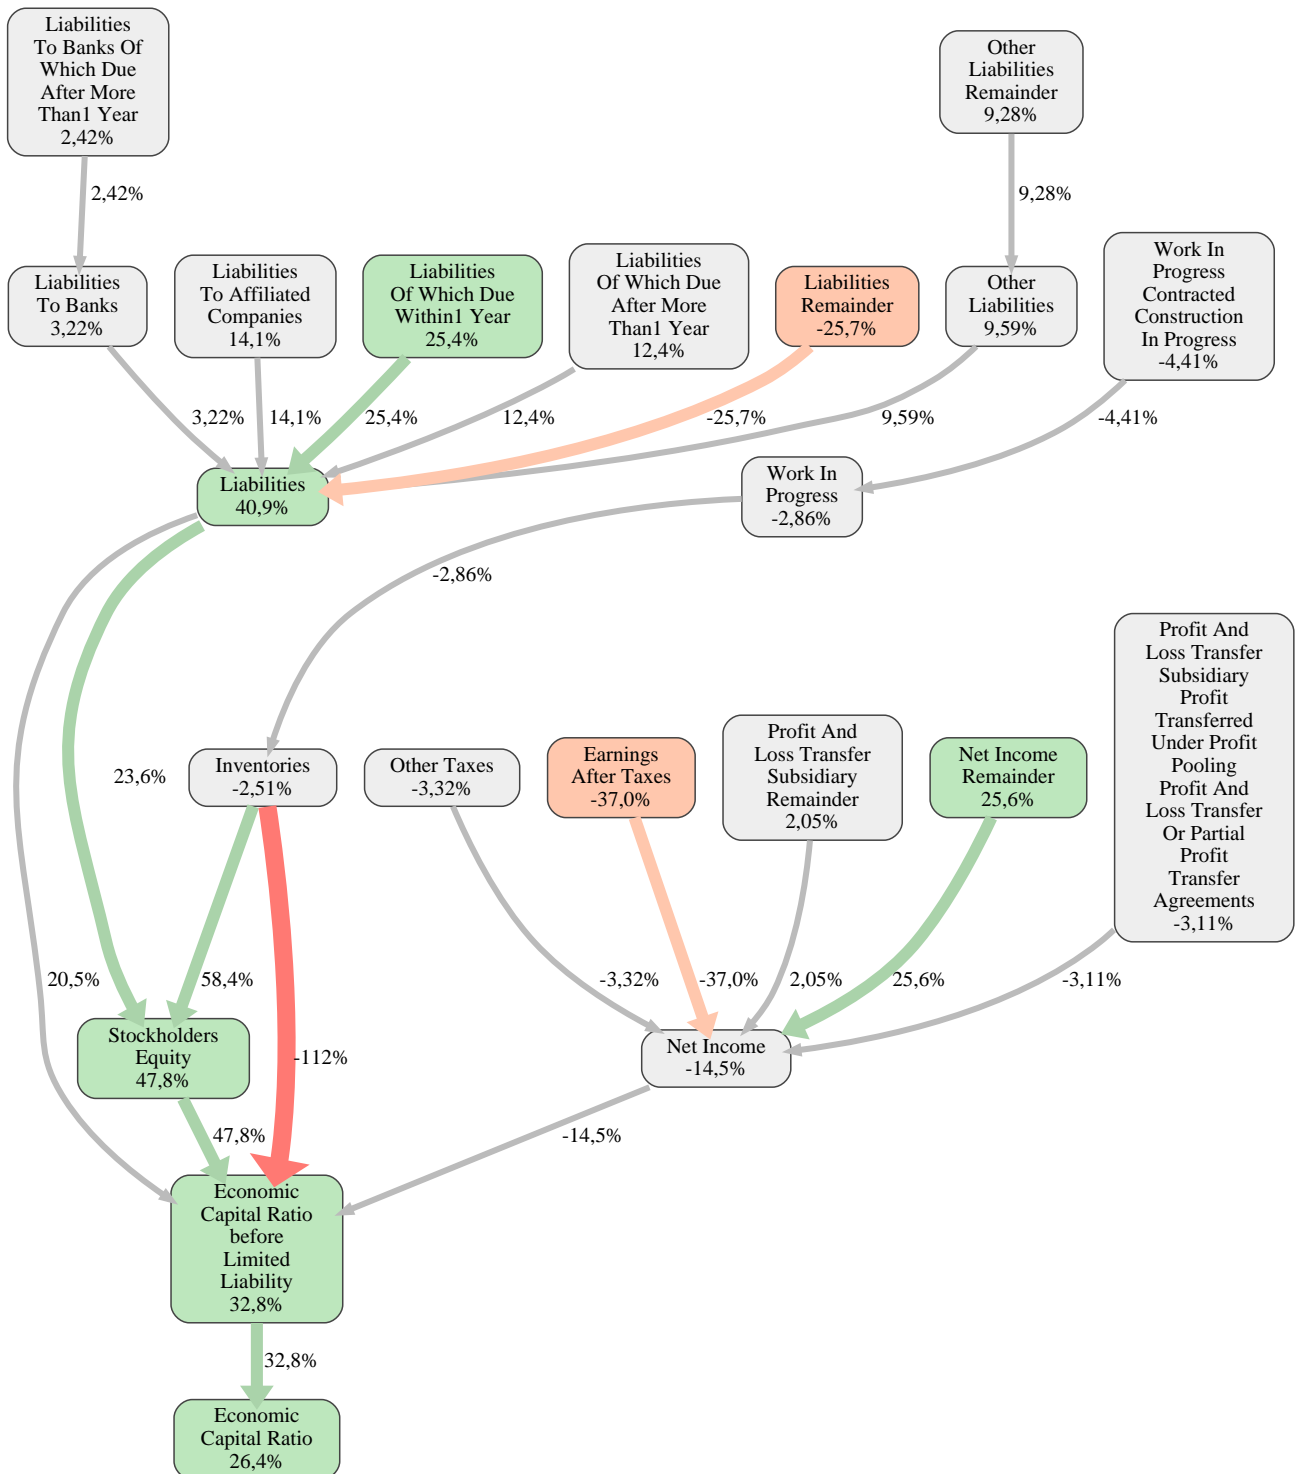 Liabilities
To Banks Of
Which Due
After More
Than1 Year
2,42%
Other
Liabilities
Remainder
9,28%
2,42%
9,28%
Liabilities
To Banks
3,22%
Liabilities
To Affiliated
Companies
14,1%
Liabilities
Of Which Due
Within1 Year
25,4%
Liabilities
Of Which Due
After More
Than1 Year
12,4%
Liabilities
Remainder
-25,7%
Other
Liabilities
9,59%
Work In
Progress
Contracted
Construction
In Progress
-4,41%
3,22%
14,1%
25,4%
12,4%
-25,7%
9,59%
-4,41%
Liabilities
40,9%
Work In
Progress
-2,86%
-2,86%
Profit And
Loss Transfer
Subsidiary
Profit
Transferred
Under Profit
Pooling
Profit And
Loss Transfer
Or Partial
Profit
Transfer
Agreements
-3,11%
23,6%
Inventories
-2,51%
Other Taxes
-3,32%
Earnings
After Taxes
-37,0%
Profit And
Loss Transfer
Subsidiary
Remainder
2,05%
Net Income
Remainder
25,6%
20,5%
58,4%
-3,32%
-37,0%
2,05%
25,6%
-3,11%
Stockholders
Equity
47,8%
-112%
Net Income
-14,5%
47,8%
-14,5%
Economic
Capital Ratio
before
Limited
Liability
32,8%
32,8%
Economic
Capital Ratio
26,4%